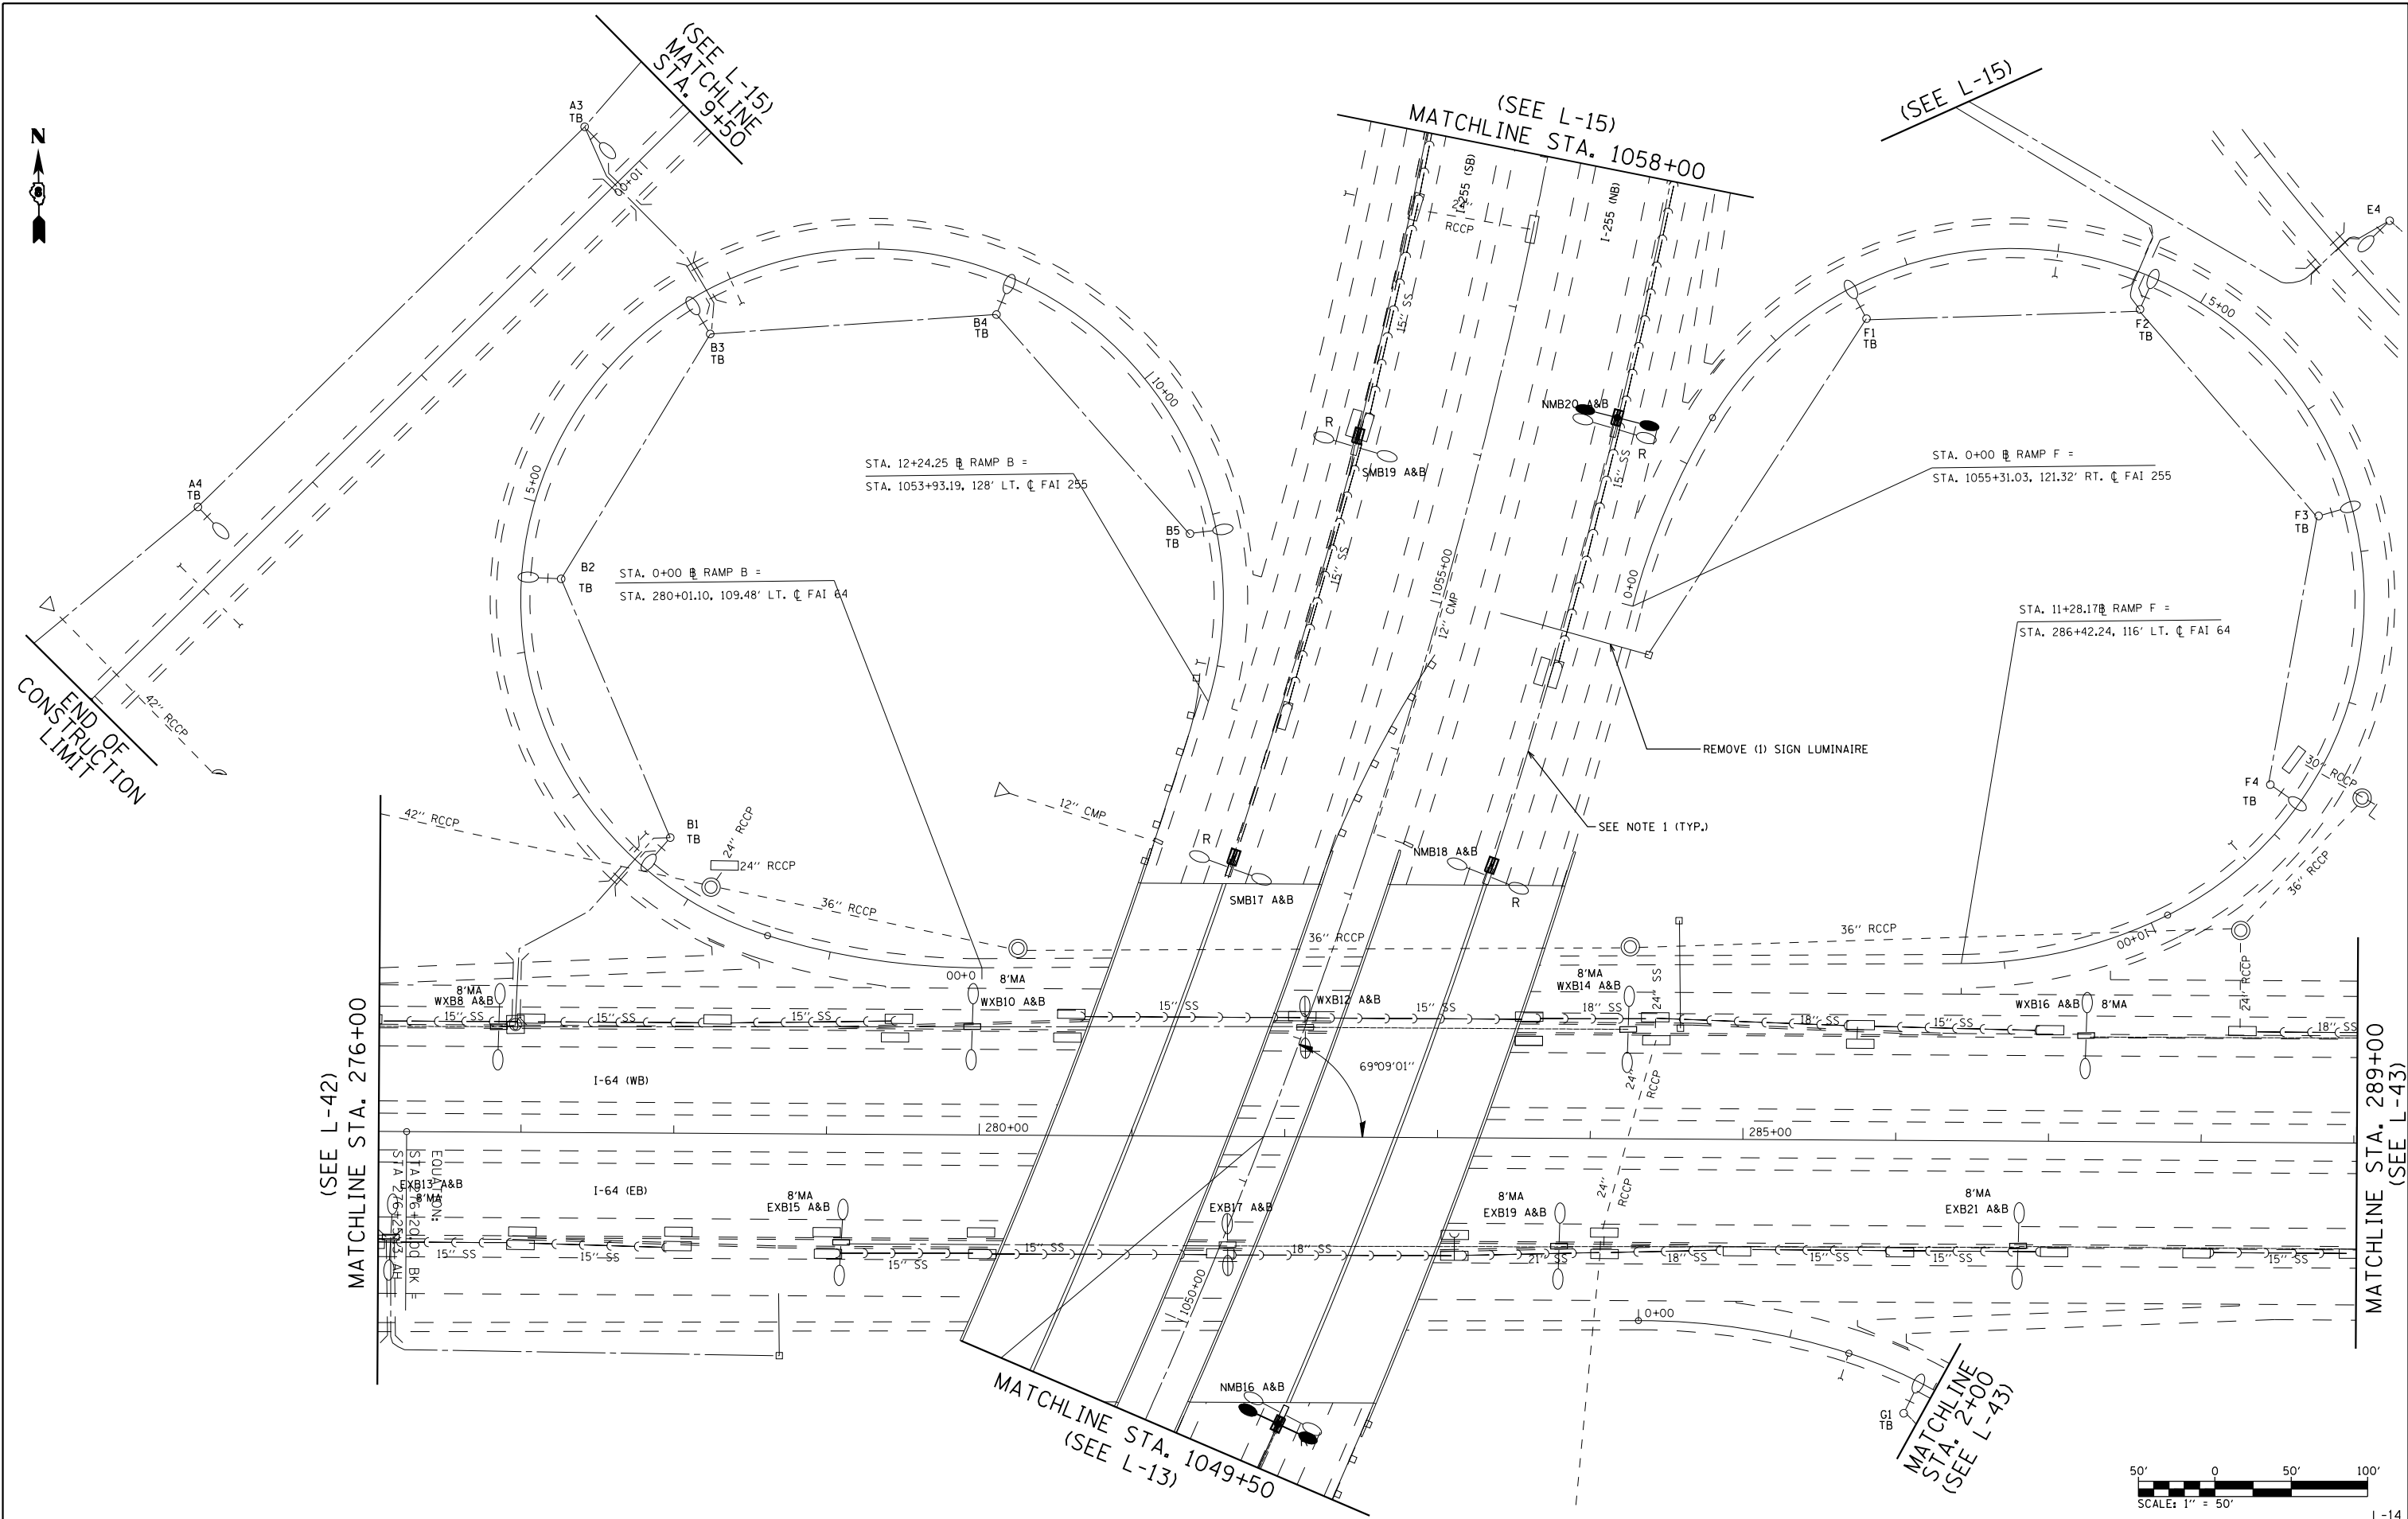 N
(SEE L-15)
MATCHLINE
STA. 9+50
A3
TB
10+00
A4
TB
END OF
CONSTRUCTION
LIMIT
42'' RCCP
5+00
B3
TB
B4
TB
10+00
B5
TB
B2
TB
B1
TB
STA. 12+24.25 ℄ RAMP B =
STA. 1053+93.19, 128' LT. ℄ FAI 255
STA. 0+00 ℄ RAMP B =
STA. 280+01.10, 109.48' LT. ℄ FAI 64
(SEE L-15)
MATCHLINE STA. 1058+00
I-255 (SB)
I-255 (NB)
RCCP
15'' SS
15'' SS
15'' SS
R
SMB19 A&B
NMB20 A&B
R
1055+00
12'' CMP
(SEE L-15)
E4
F1
TB
F2
TB
5+00
F3
TB
F4
TB
30'' RCCP
0+00
STA. 0+00 ℄ RAMP F =
STA. 1055+31.03, 121.32' RT. ℄ FAI 255
STA. 11+28.17 ℄ RAMP F =
STA. 286+42.24, 116' LT. ℄ FAI 64
REMOVE (1) SIGN LUMINAIRE
SEE NOTE 1 (TYP.)
42'' RCCP
24'' RCCP
24'' RCCP
36'' RCCP
12'' CMP
R
SMB17 A&B
NMB18 A&B
R
36'' RCCP
36'' RCCP
36'' RCCP
10+00
24'' RCCP
0+00
8'MA
WXB8 A&B
8'MA
WXB10 A&B
WXB12 A&B
8'MA
WXB14 A&B
24'' SS
WXB16 A&B 8'MA
15'' SS
15'' SS
15'' SS
15'' SS
15'' SS
18'' SS
18'' SS
15'' SS
18'' SS
69°09'01''
24'' RCCP
I-64 (WB)
(SEE L-42)
MATCHLINE STA. 276+00
280+00
285+00
MATCHLINE STA. 289+00
(SEE L-43)
I-64 (EB)
EQUATION:
STA 276+20.00 BK =
EXB13 A&B
8'MA
8'MA
EXB15 A&B
EXB17 A&B
8'MA
EXB19 A&B
24'' RCCP
8'MA
EXB21 A&B
15'' SS
15'' SS
15'' SS
15'' SS
18'' SS
21'' SS
18'' SS
15'' SS
15'' SS
15'' SS
1050+00
0+00
NMB16 A&B
MATCHLINE STA. 1049+50
(SEE L-13)
G1
TB
MATCHLINE
STA. 2+00
(SEE L-43)
50' 0 50' 100'
SCALE: 1'' = 50'
L-14